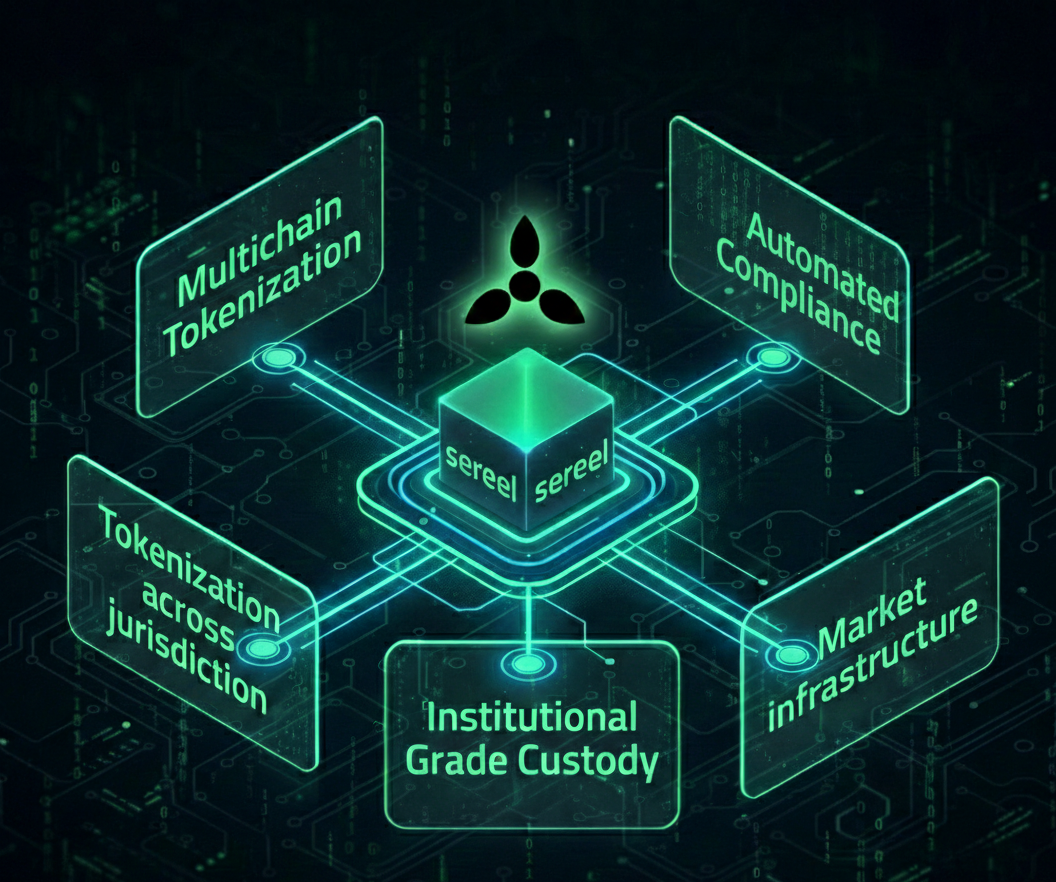 Multichain
Tokenization
Automated
Compliance
sereel
sereel
Tokenization
across
jurisdiction
Institutional
Grade Custody
Market
infrastructure